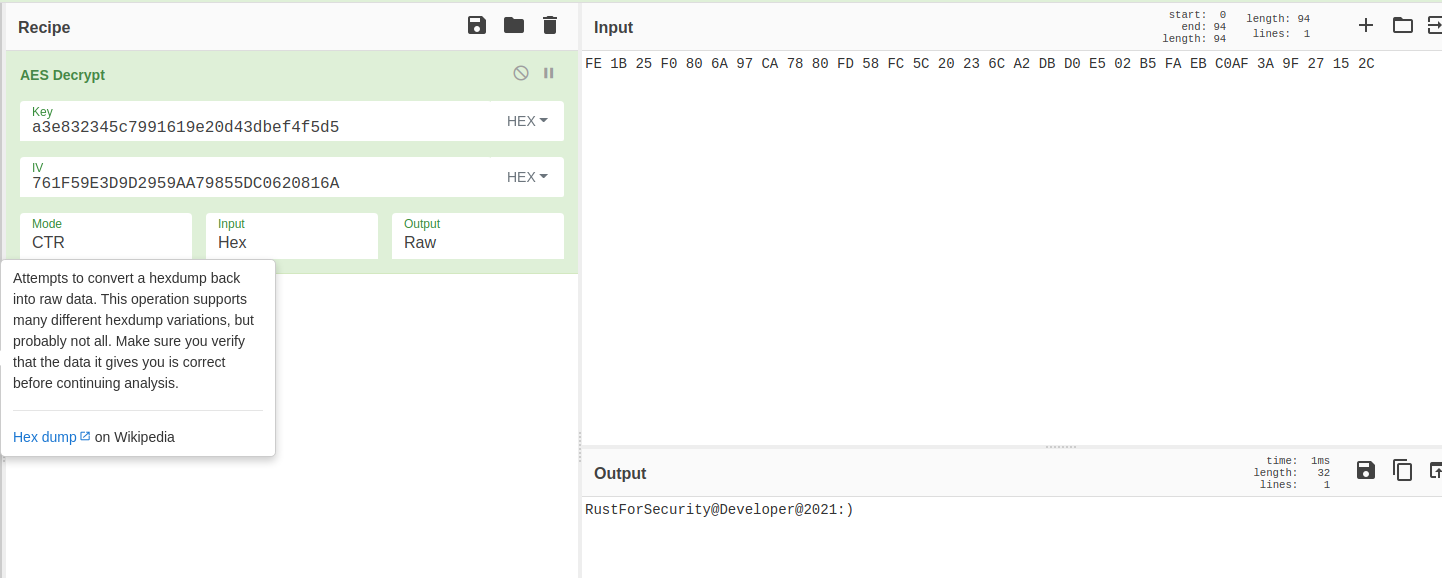 Recipe
AES Decrypt
Key
a3e832345c7991619e20d43dbef4f5d5
HEX
IV
761F59E3D9D2959AA79855DC0620816A
HEX
Mode
CTR
Input
Hex
Output
Raw
Attempts to convert a hexdump back
into raw data. This operation supports
many different hexdump variations, but
probably not all. Make sure you verify
that the data it gives you is correct
before continuing analysis.
Hex dump on Wikipedia
Input
start: 0
end: 94
length: 94
length: 94
lines: 1
FE 1B 25 F0 80 6A 97 CA 78 80 FD 58 FC 5C 20 23 6C A2 DB D0 E5 02 B5 FA EB C0AF 3A 9F 27 15 2C
Output
time: 1ms
length: 32
lines: 1
RustForSecurity@Developer@2021:)